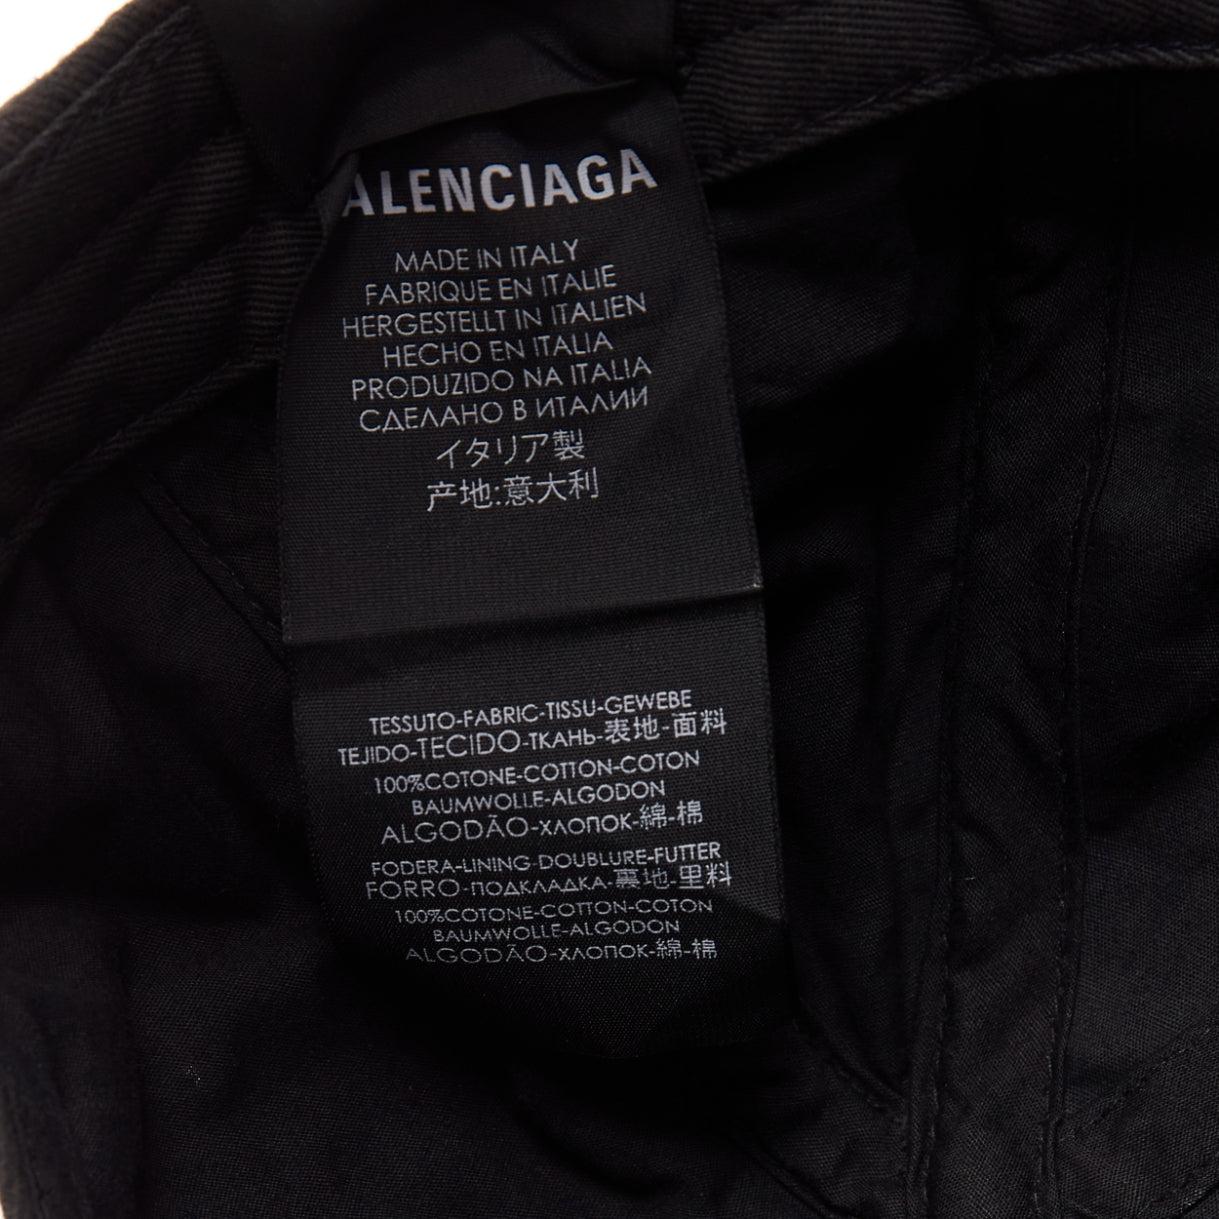 ALENCIAGA
MADE IN ITALY
FABRIQUE EN ITALIE
HERGESTELLT IN ITALIEN
HECHO EN ITALIA
PRODUZIDO NA ITALIA
СДЕЛАНО В ИТАЛИИ
イタリア製
产地:意大利
TESSUTO-FABRIC-TISSU-GEWEBE
TEJIDO-TECIDO-ТКАНЬ-表地-面料
100%COTONE-COTTON-COTON
BAUMWOLLE-ALGODON
ALGODÃO-ХЛОПОК-綿-棉
FODERA-LINING-DOUBLURE-FUTTER
FORRO-ПОДКЛАДКА-裏地-里料
100%COTONE-COTTON-COTON
BAUMWOLLE-ALGODON
ALGODÃO-ХЛОПОК-綿-棉